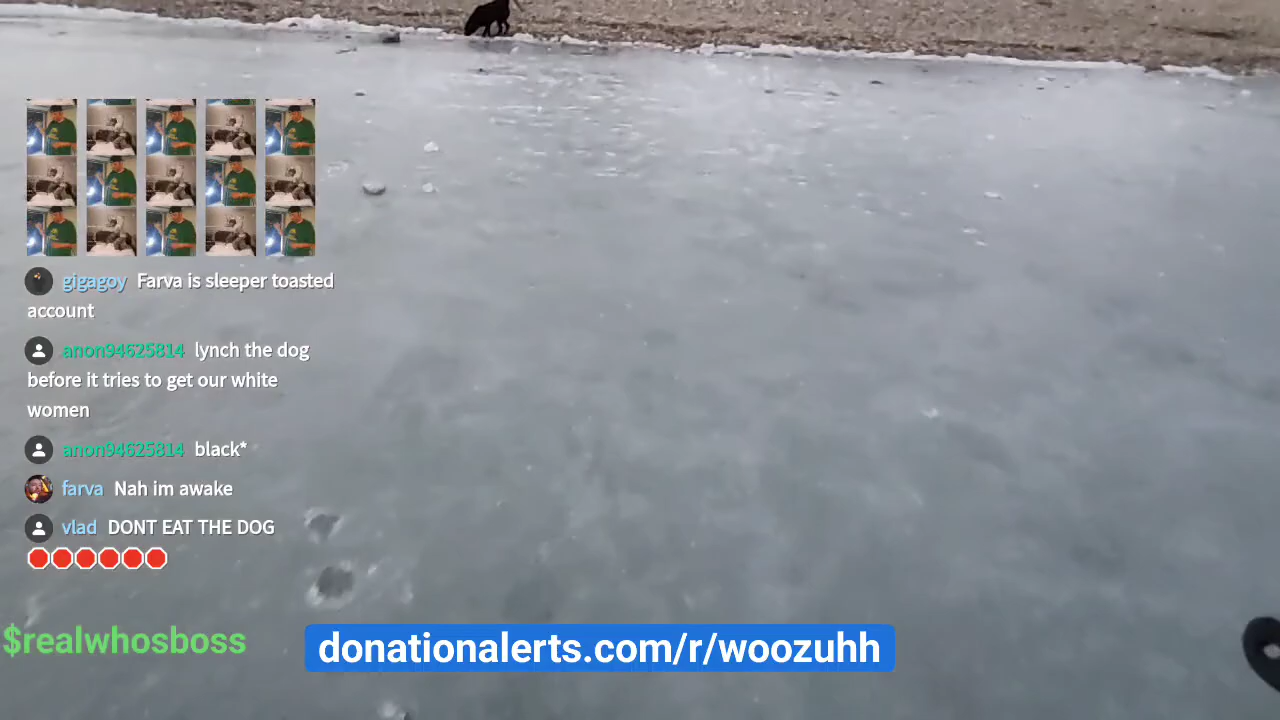 gigagoy Farva is sleeper toasted
account
anon94625814 lynch the dog
before it tries to get our white
women
anon94625814 black*
farva Nah im awake
vlad DONT EAT THE DOG
🛑🛑🛑🛑🛑🛑
$realwhosboss
donationalerts.com/r/woozuhh